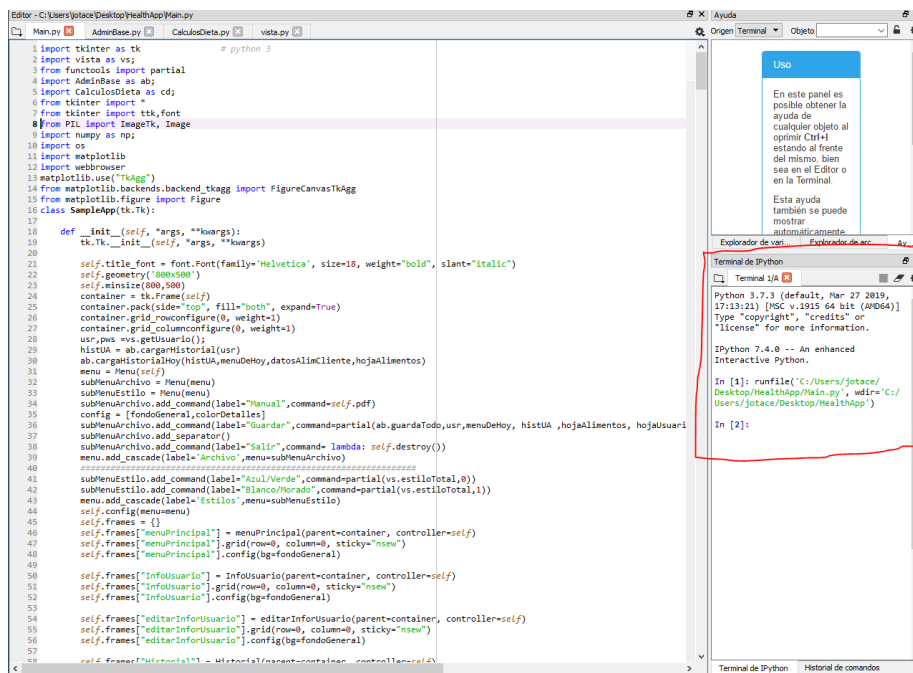 Editor - C:\Users\jotace\Desktop\HealthApp\Main.py
Main.py
AdminBase.py
CalculosDieta.py
vista.py
1 import tkinter as tk # python 3
2 import vista as vs;
3 from functools import partial
4 import AdminBase as ab;
5 import CalculosDieta as cd;
6 from tkinter import *
7 from tkinter import ttk,font
8 from PIL import ImageTk, Image
9 import numpy as np;
10 import os
11 import matplotlib
12 import webbrowser
13 matplotlib.use("TkAgg")
14 from matplotlib.backends.backend_tkagg import FigureCanvasTkAgg
15 from matplotlib.figure import Figure
16 class SampleApp(tk.Tk):
17
18 def __init__(self, *args, **kwargs):
19 tk.Tk.__init__(self, *args, **kwargs)
20
21 self.title_font = font.Font(family='Helvetica', size=18, weight="bold", slant="italic")
22 self.geometry('800x500')
23 self.minsize(800,500)
24 container = tk.Frame(self)
25 container.pack(side="top", fill="both", expand=True)
26 container.grid_rowconfigure(0, weight=1)
27 container.grid_columnconfigure(0, weight=1)
28 usr,pws =vs.getUsuario();
29 histUA = ab.cargarHistorial(usr)
30 ab.cargaHistorialHoy(histUA,menuDeHoy,datosAlimCliente,hojaAlimentos)
31 menu = Menu(self)
32 subMenuArchivo = Menu(menu)
33 subMenuEstilo = Menu(menu)
34 subMenuArchivo.add_command(label="Manual",command=self.pdf)
35 config = [fondoGeneral,colorDetalles]
36 subMenuArchivo.add_command(label="Guardar",command=partial(ab.guardaTodo,usr,menuDeHoy, histUA ,hojaAlimentos, hojaUsuari
37 subMenuArchivo.add_separator()
38 subMenuArchivo.add_command(label="Salir",command= lambda: self.destroy())
39 menu.add_cascade(label='Archivo',menu=subMenuArchivo)
40 ##################################################################
41 subMenuEstilo.add_command(label="Azul/Verde",command=partial(vs.estiloTotal,0))
42 subMenuEstilo.add_command(label="Blanco/Morado",command=partial(vs.estiloTotal,1))
43 menu.add_cascade(label='Estilos',menu=subMenuEstilo)
44 self.config(menu=menu)
45 self.frames = {}
46 self.frames["menuPrincipal"] = menuPrincipal(parent=container, controller=self)
47 self.frames["menuPrincipal"].grid(row=0, column=0, sticky="nsew")
48 self.frames["menuPrincipal"].config(bg=fondoGeneral)
49
50 self.frames["InfoUsuario"] = InfoUsuario(parent=container, controller=self)
51 self.frames["InfoUsuario"].grid(row=0, column=0, sticky="nsew")
52 self.frames["InfoUsuario"].config(bg=fondoGeneral)
53
54 self.frames["editarInforUsuario"] = editarInforUsuario(parent=container, controller=self)
55 self.frames["editarInforUsuario"].grid(row=0, column=0, sticky="nsew")
56 self.frames["editarInforUsuario"].config(bg=fondoGeneral)
57
58 self.frames["Historial"] = Historial(parent=container, controller=self)
Ayuda
Origen Terminal Objeto
Uso
En este panel es
posible obtener la
ayuda de
cualquier objeto al
oprimir Ctrl+I
estando al frente
del mismo, bien
sea en el Editor o
en la Terminal.
Esta ayuda
también se puede
mostrar
automáticamente
Explorador de vari...
Explorador de arc...
Ay
Terminal de IPython
Terminal 1/A
Python 3.7.3 (default, Mar 27 2019,
17:13:21) [MSC v.1915 64 bit (AMD64)]
Type "copyright", "credits" or
"license" for more information.
IPython 7.4.0 -- An enhanced
Interactive Python.
In [1]: runfile('C:/Users/jotace/
Desktop/HealthApp/Main.py', wdir='C:/
Users/jotace/Desktop/HealthApp')
In [2]:
Terminal de IPython
Historial de comandos